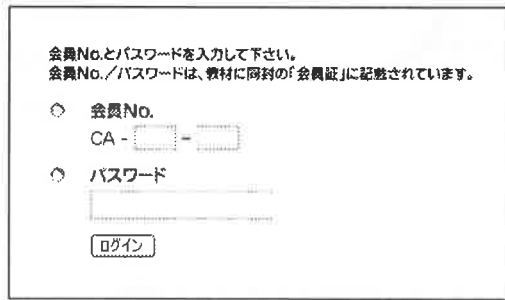 会員No.とパスワードを入力して下さい。
会員No.／パスワードは、教材に同封の「会員証」に記載されています。
会員No.
CA - -
パスワード
ログイン